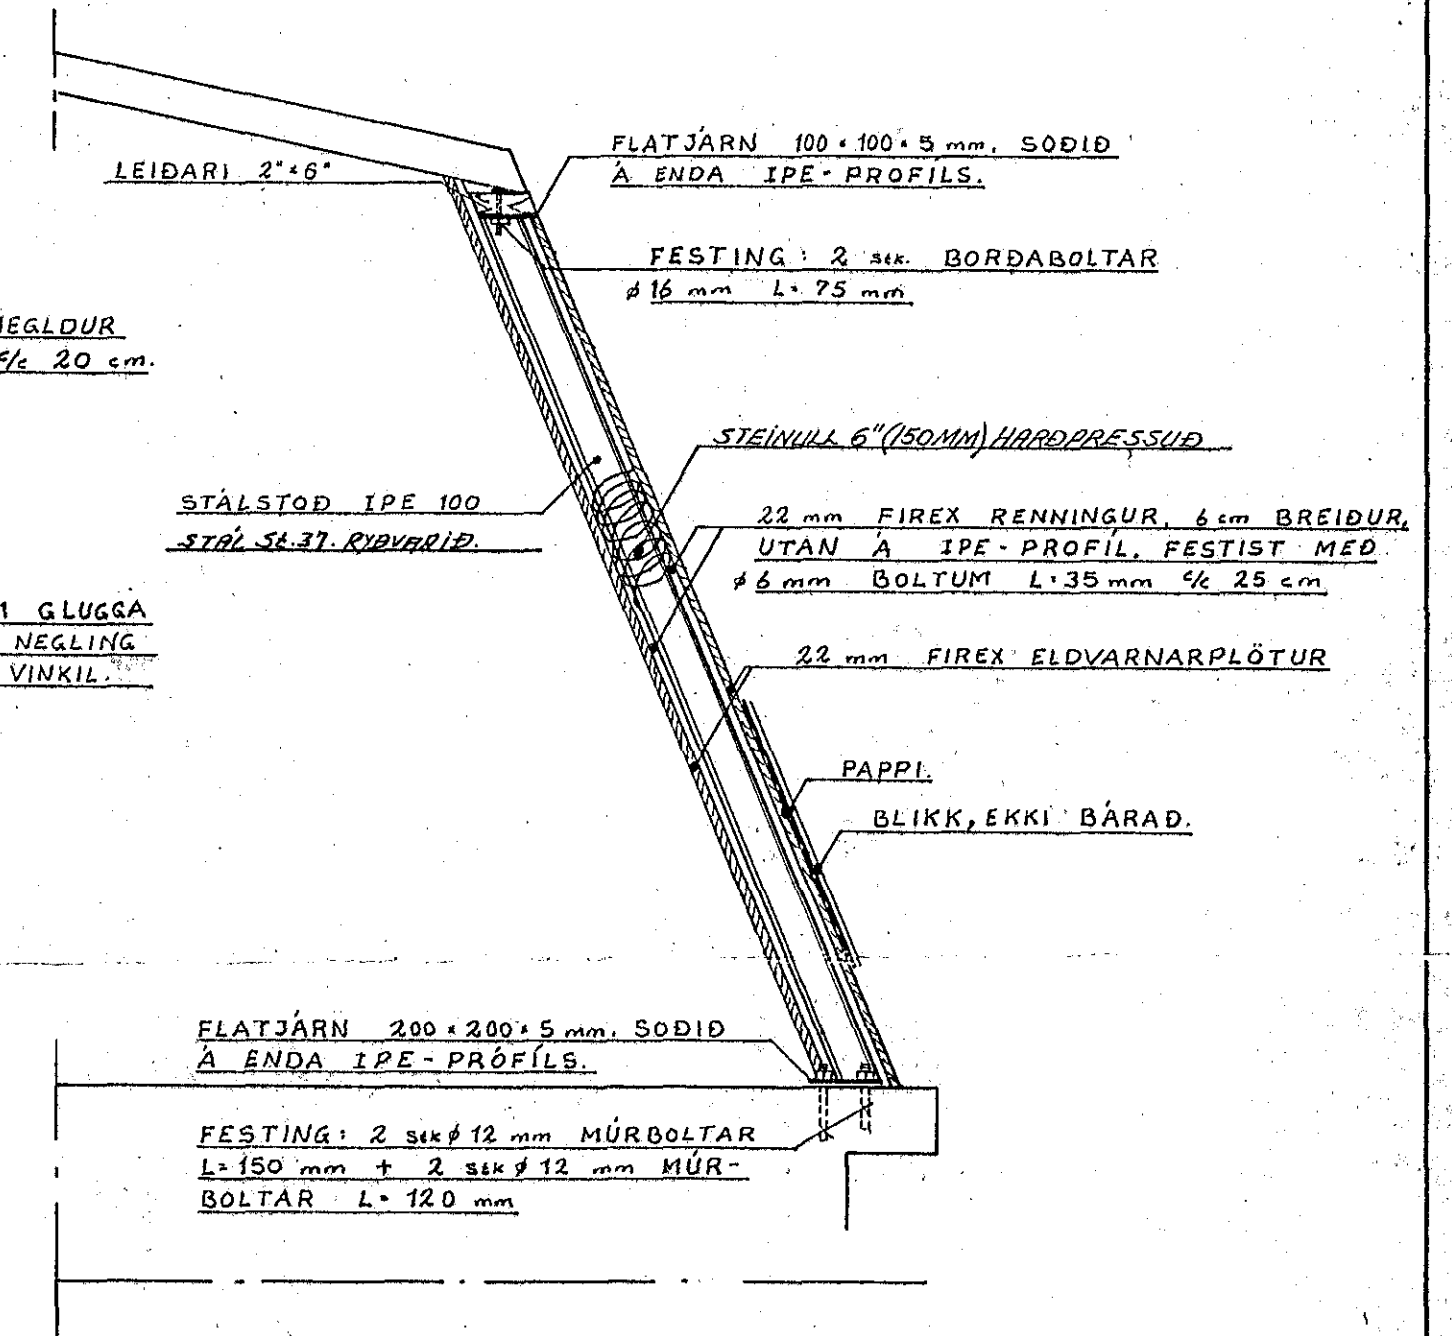 LEIÐARI 2"×6"
FLATJÁRN 100×100×5 mm. SOÐIÐ
Á ENDA IPE-PROFÍLS.
FESTING: 2 stk. BORÐABOLTAR
ø 16 mm L=75 mm
NEGLDUR
c/c 20 cm.
STEINULL 6"(150MM) HARÐPRESSUÐ
STÁLSTOÐ IPE 100
STÁL St.37. RYÐVARIÐ.
22 mm FIREX RENNINGUR, 6 cm BREIÐUR,
UTAN Á IPE-PROFÍL. FESTIST MEÐ
ø 6 mm BOLTUM L=35 mm c/c 25 cm
GLUGGA
NEGLING
VINKIL.
22 mm FIREX ELDVARNARPLÖTUR
PAPPI.
BLIKK, EKKI BÁRAÐ.
FLATJÁRN 200×200×5 mm. SOÐIÐ
Á ENDA IPE-PRÓFÍLS.
FESTING: 2 stk ø 12 mm MÚRBOLTAR
L=150 mm + 2 stk ø 12 mm MÚR-
BOLTAR L=120 mm